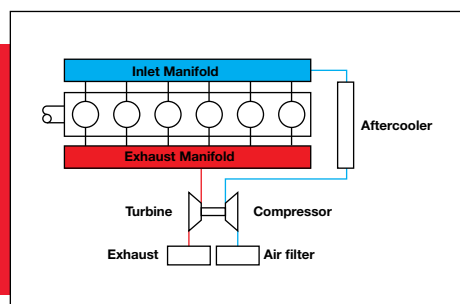 Inlet Manifold
Aftercooler
Exhaust Manifold
Turbine
Compressor
Exhaust
Air filter